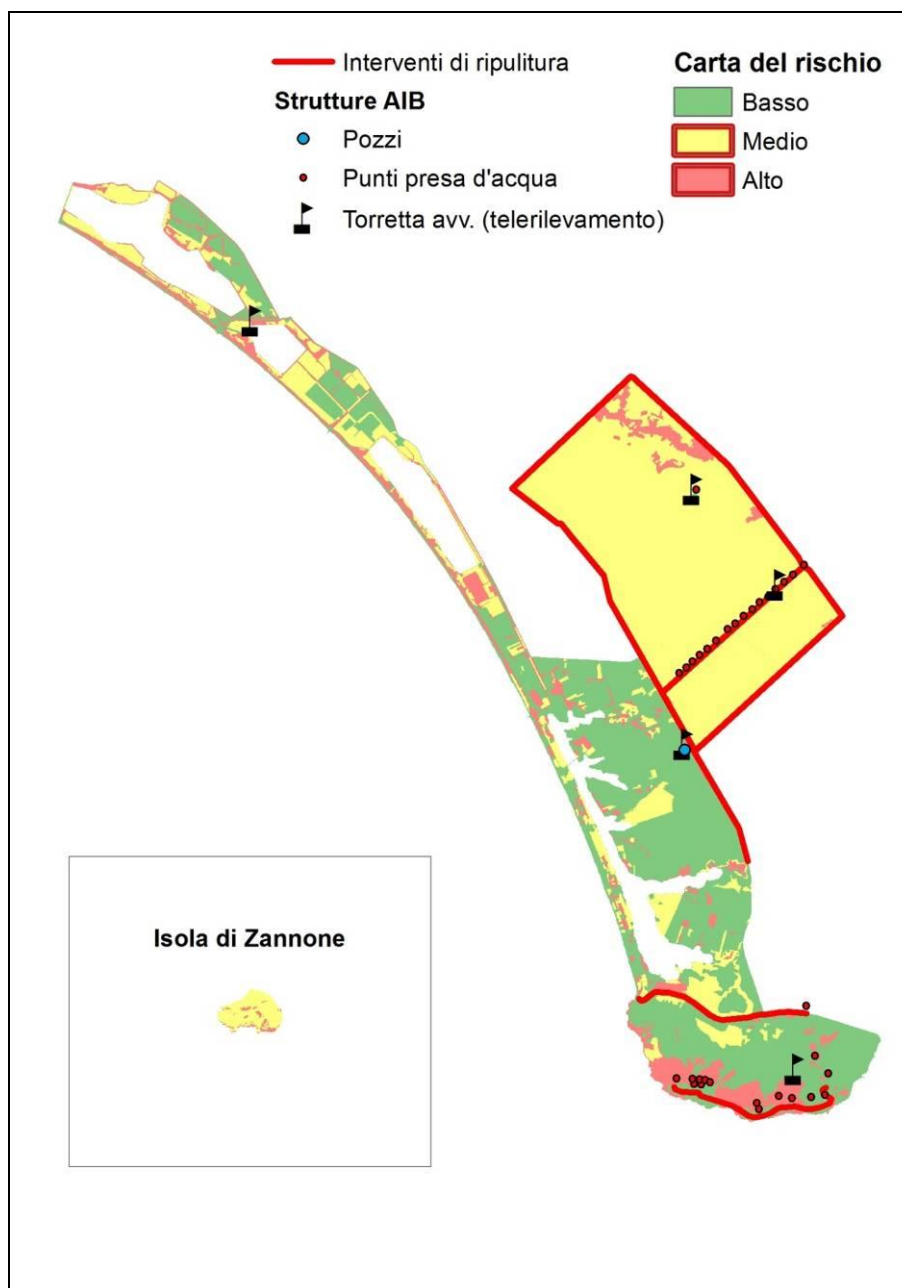 Interventi di ripulitura
Strutture AIB
Pozzi
Punti presa d'acqua
Torretta avv. (telerilevamento)
Carta del rischio
Basso
Medio
Alto
Isola di Zannone